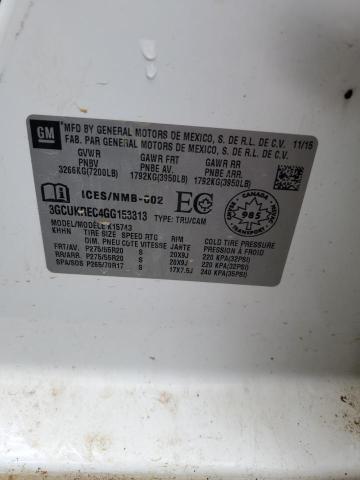 GM
MFD BY GENERAL MOTORS DE MEXICO, S. DE R.L. DE C.V. 11/15
FAB. PAR GENERAL MOTORS DE MEXICO, S. DE R.L. DE C.V.
GVWR GAWR FRT GAWR RR
PNBV PNBE AV. PNBE ARR.
3266KG(7200LB) 1792KG(3950LB) 1792KG(3950LB)
ICES/NMB-002 EC
CANADA
985
3GCUKREC4GG153313 TYPE: TRU/CAM
MODEL/MODÈLE K15743
KHHN TIRE SIZE SPEED RTG RIM COLD TIRE PRESSURE
DIM PNEU COTE VITESSE JANTE PRESSION À FROID
FRT/AV. P275/55R20 S 20X9J 220 KPA(32PSI)
RR/ARR. P275/55R20 S 20X9J 220 KPA(32PSI)
SPA/SOS P265/70R17 S 17X7.5J 240 KPA(35PSI)